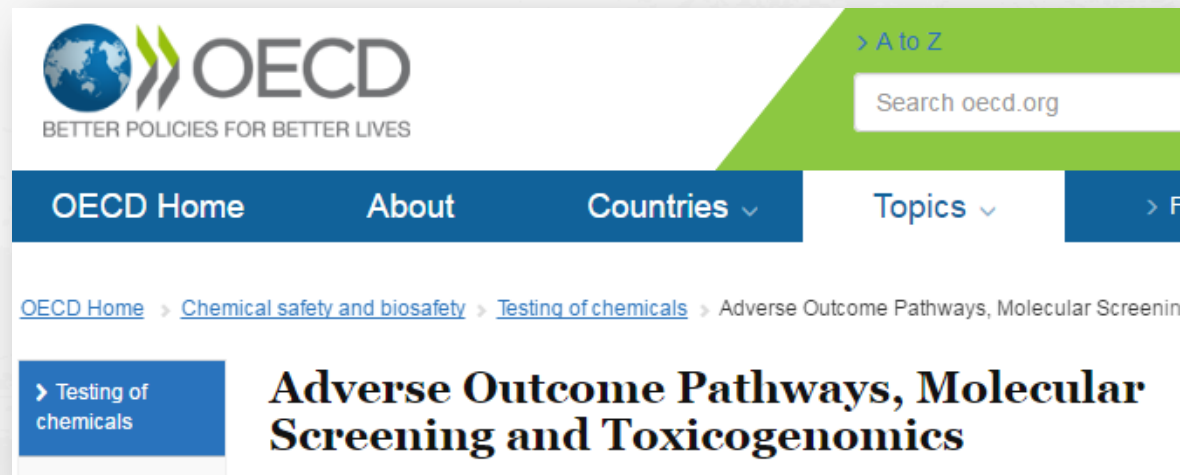 OECD
BETTER POLICIES FOR BETTER LIVES
> A to Z
Search oecd.org
OECD Home About Countries Topics
OECD Home > Chemical safety and biosafety > Testing of chemicals > Adverse Outcome Pathways, Molecular
> Testing of
chemicals
Adverse Outcome Pathways, Molecular
Screening and Toxicogenomics